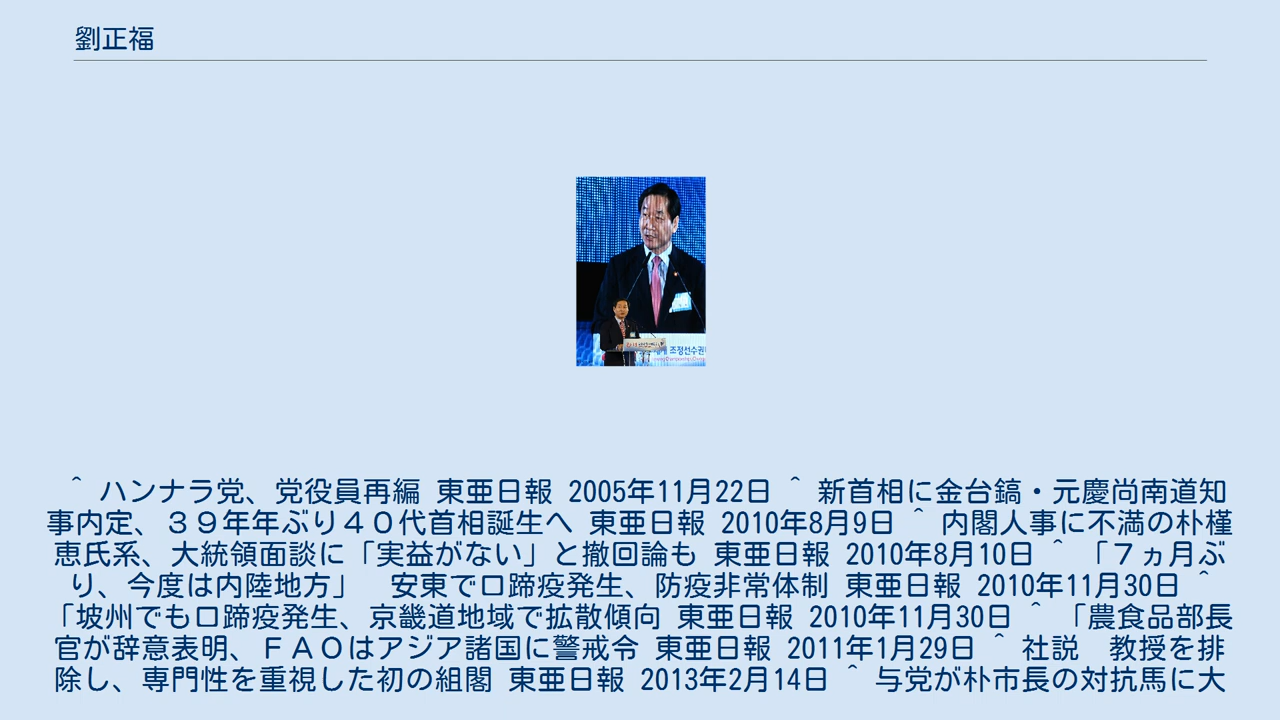 劉正福
조정선수권
^ ハンナラ党、党役員再編 東亜日報 2005年11月22日 ^ 新首相に金台鎬・元慶尚南道知
事内定、３９年年ぶり４０代首相誕生へ 東亜日報 2010年8月9日 ^ 内閣人事に不満の朴槿
恵氏系、大統領面談に「実益がない」と撤回論も 東亜日報 2010年8月10日 ^ 「７ヵ月ぶ
り、今度は内陸地方」　安東で口蹄疫発生、防疫非常体制 東亜日報 2010年11月30日 ^
「坡州でも口蹄疫発生、京畿道地域で拡散傾向 東亜日報 2010年11月30日 ^ 「農食品部長
官が辞意表明、ＦＡＯはアジア諸国に警戒令 東亜日報 2011年1月29日 ^ 社説　教授を排
除し、専門性を重視した初の組閣 東亜日報 2013年2月14日 ^ 与党が朴市長の対抗馬に大